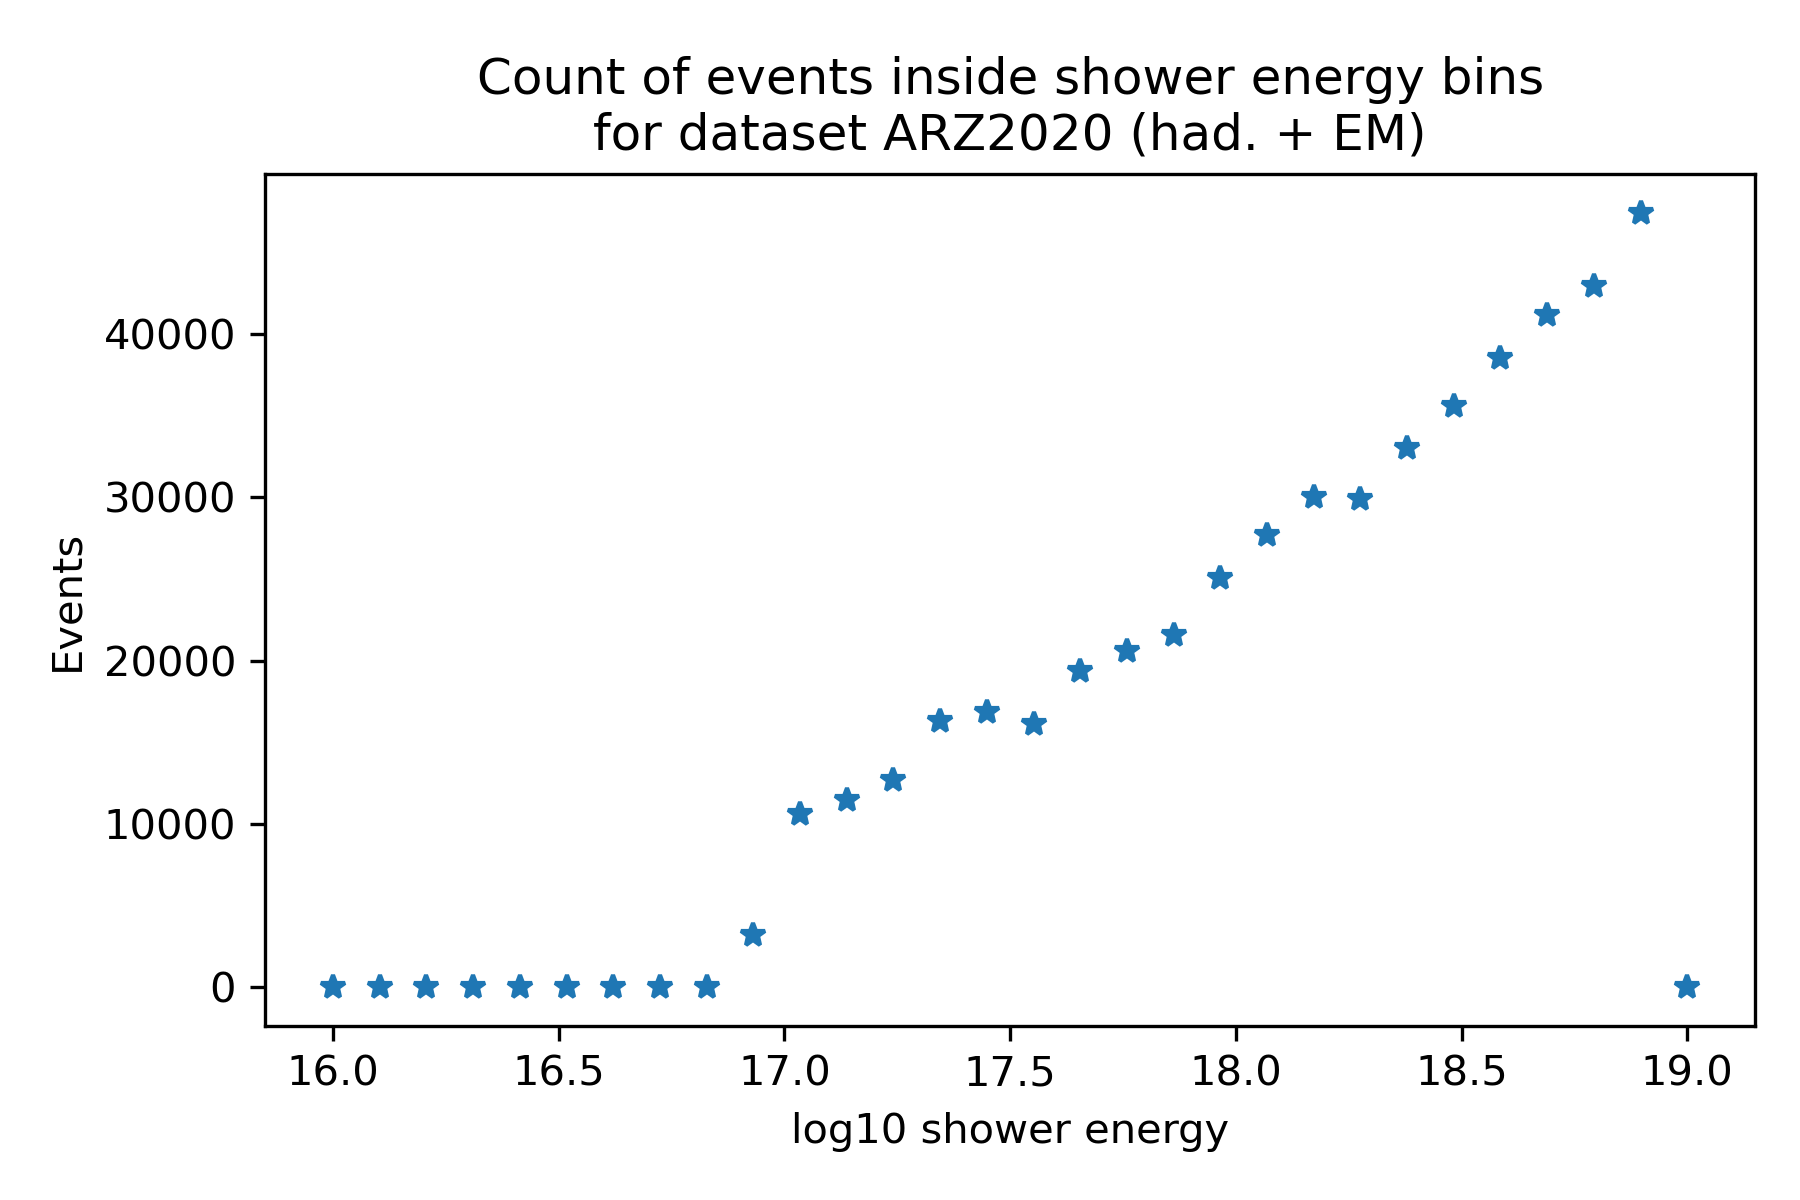 Count of events inside shower energy bins
for dataset ARZ2020 (had. + EM)
Events
40000
30000
20000
10000
0
16.0 16.5 17.0 17.5 18.0 18.5 19.0
log10 shower energy